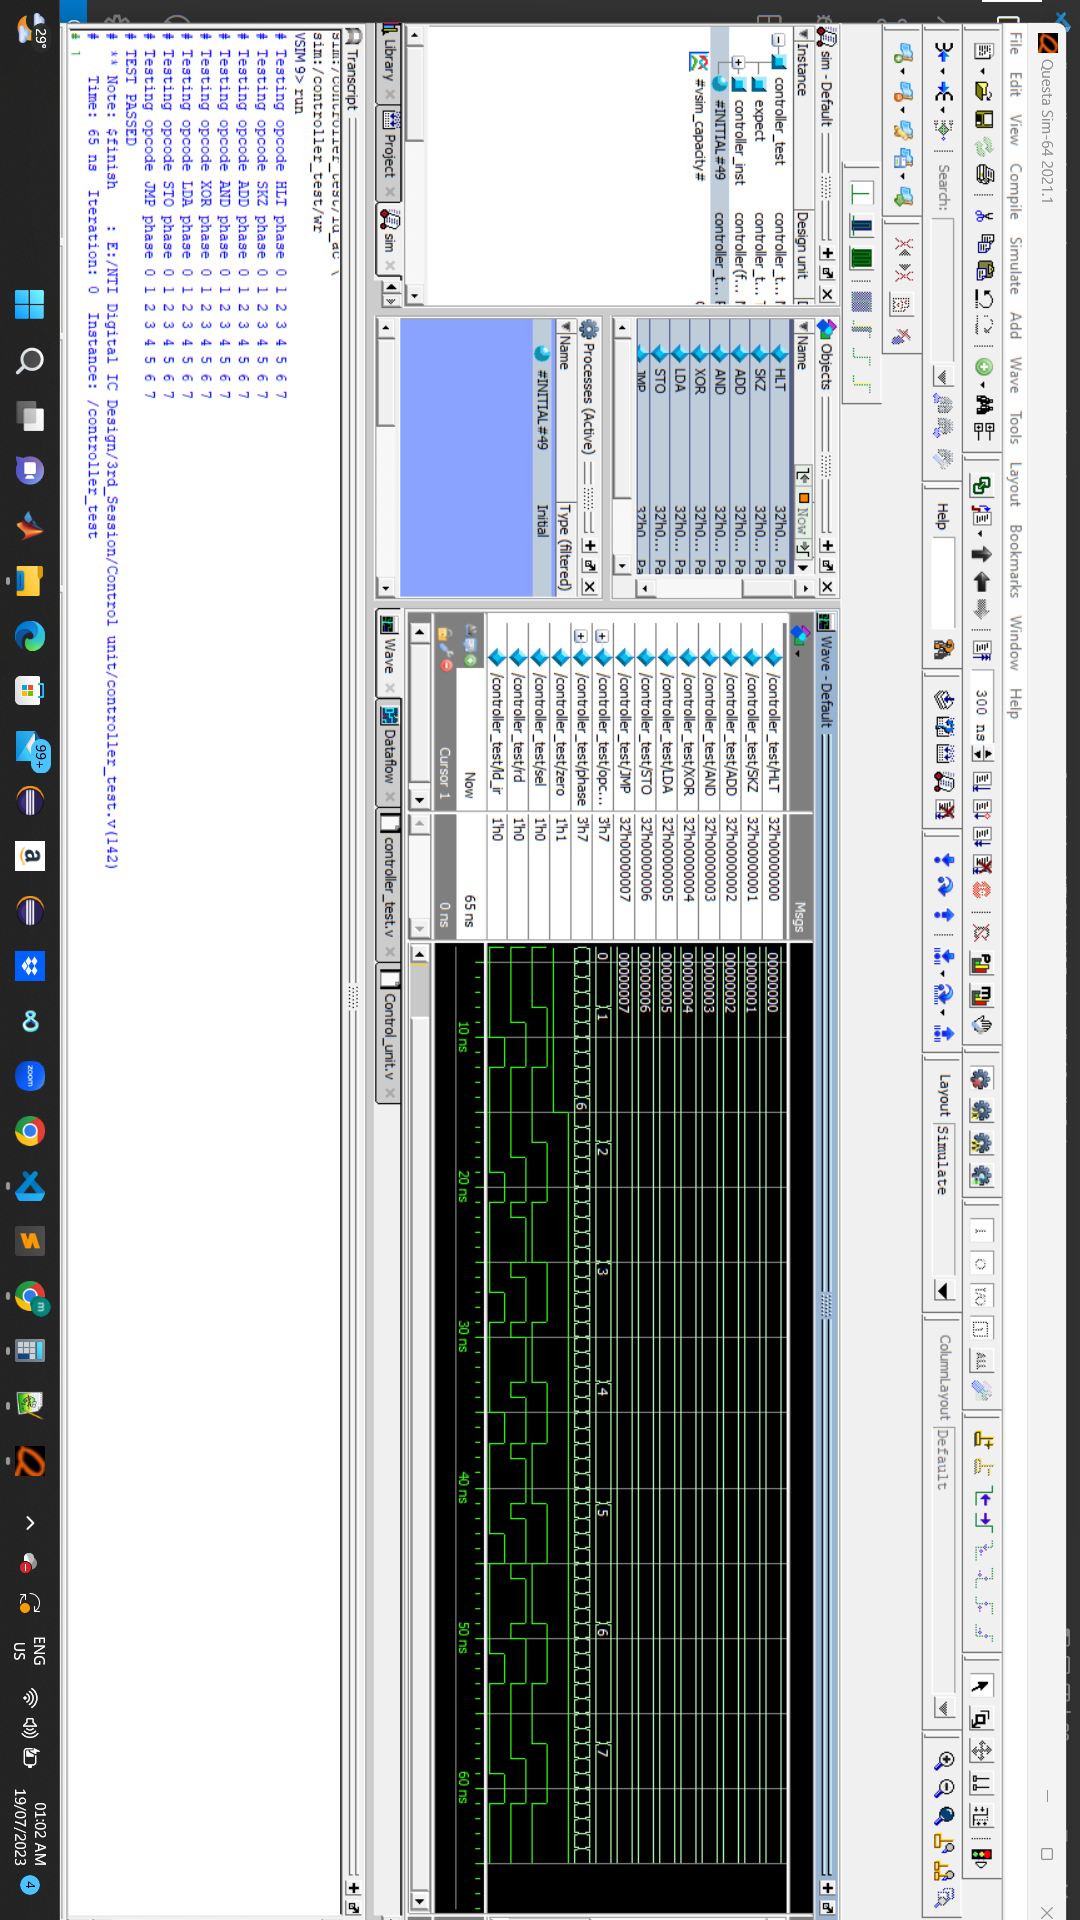 Questa Sim-64 2021.1
File Edit View Compile Simulate Add Wave Tools Layout Bookmarks Window Help
300 ns
Search:
Help
Layout Simulate
ColumnLayout Default
sim - Default
Instance
Design unit
controller_test
controller_t...
expect
controller_t...
controller_inst
controller(f...
#INITIAL#49
controller_t...
#vsim_capacity#
Library
Project
sim
Objects
Name
Now
HLT 32'h0... Pa
SKZ 32'h0... Pa
ADD 32'h0... Pa
AND 32'h0... Pa
XOR 32'h0... Pa
LDA 32'h0... Pa
STO 32'h0... Pa
JMP 32'h0 Pa
Processes (Active)
Name
Type (filtered)
#INITIAL#49 Initial
Wave - Default
Msgs
/controller_test/HLT 32'h00000000 00000000
/controller_test/SKZ 32'h00000001 00000001
/controller_test/ADD 32'h00000002 00000002
/controller_test/AND 32'h00000003 00000003
/controller_test/XOR 32'h00000004 00000004
/controller_test/LDA 32'h00000005 00000005
/controller_test/STO 32'h00000006 00000006
/controller_test/JMP 32'h00000007 00000007
/controller_test/opc... 3'h7 0 1 2 3 4 5 6 7
/controller_test/phase 3'h7 6
/controller_test/zero 1'h1
/controller_test/sel 1'h0
/controller_test/rd 1'h0
/controller_test/ld_ir 1'h0
Now 65 ns
10 ns 20 ns 30 ns 40 ns 50 ns 60 ns
Cursor 1 0 ns
Wave
Dataflow
controller_test.v
Control_unit.v
Transcript
sim:/controller_test/ld_ac \
sim:/controller_test/wr
VSIM 9> run
# Testing opcode HLT phase 0 1 2 3 4 5 6 7
# Testing opcode SKZ phase 0 1 2 3 4 5 6 7
# Testing opcode ADD phase 0 1 2 3 4 5 6 7
# Testing opcode AND phase 0 1 2 3 4 5 6 7
# Testing opcode XOR phase 0 1 2 3 4 5 6 7
# Testing opcode LDA phase 0 1 2 3 4 5 6 7
# Testing opcode STO phase 0 1 2 3 4 5 6 7
# Testing opcode JMP phase 0 1 2 3 4 5 6 7
# TEST PASSED
# ** Note: $finish : E:/NTI Digital IC Design/3rd_Session/Control unit/controller_test.v(142)
# Time: 65 ns Iteration: 0 Instance: /controller_test
# 1
29°
99+
a
zoom
m
ENG
US
01:02 AM
19/07/2023
4